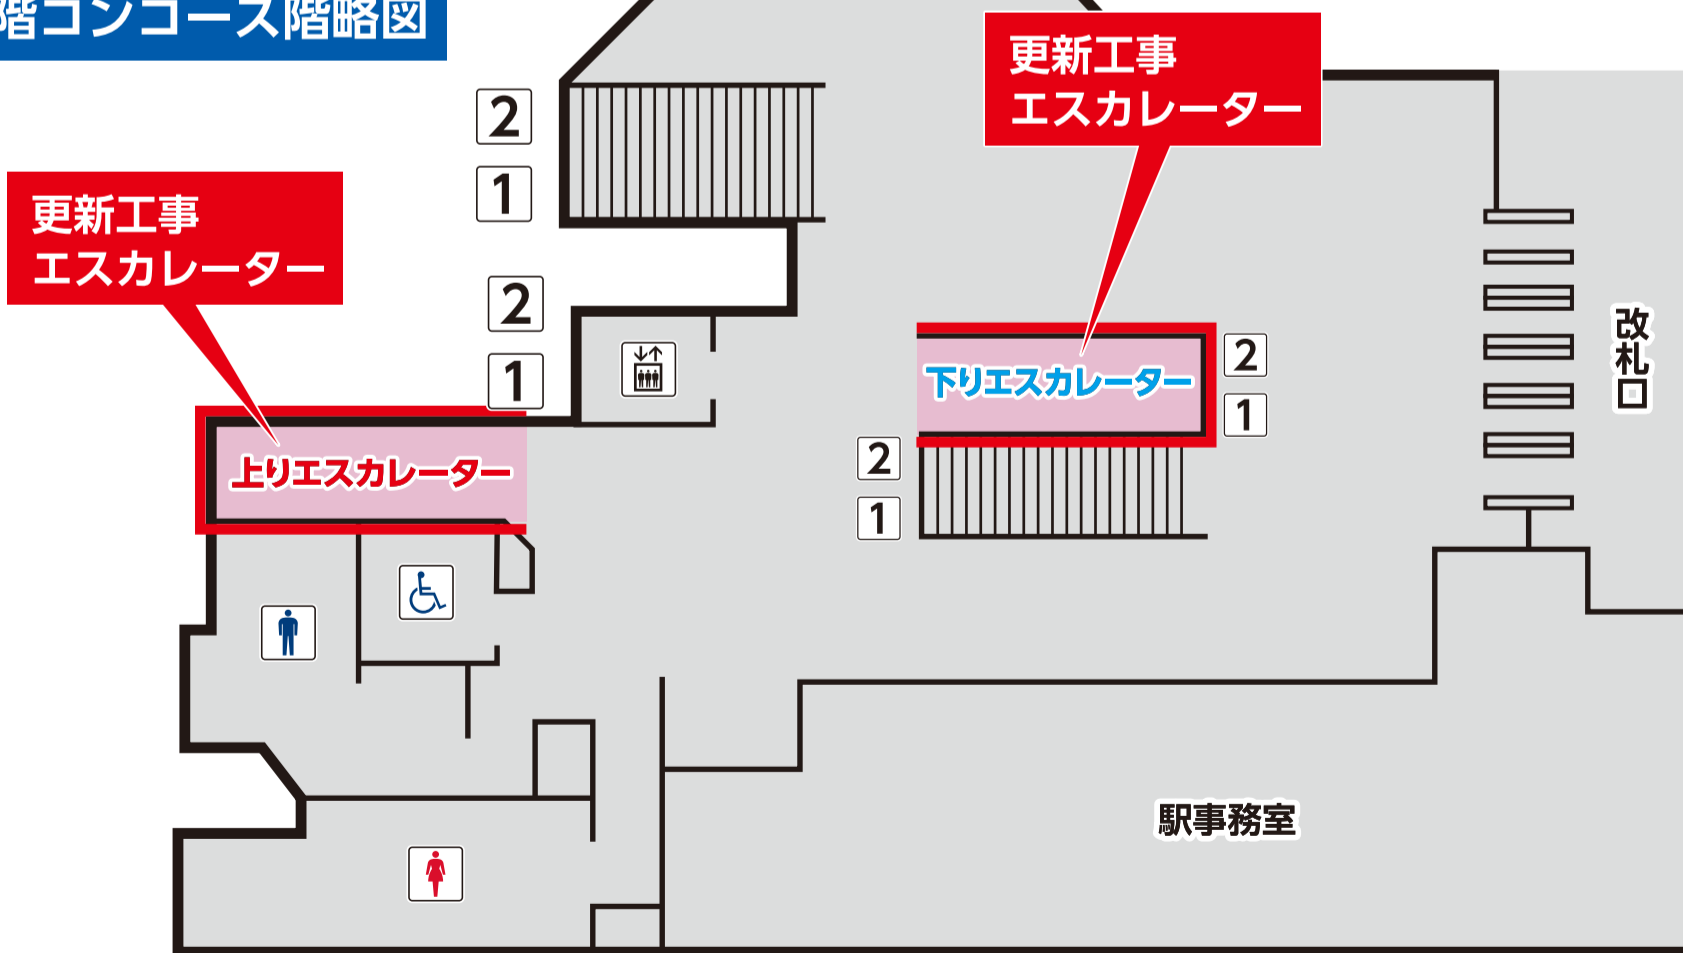 階コンコース階略図
更新工事
エスカレーター
2
1
更新工事
エスカレーター
2
1
下りエスカレーター
2
1
改札口
上りエスカレーター
2
1
駅事務室